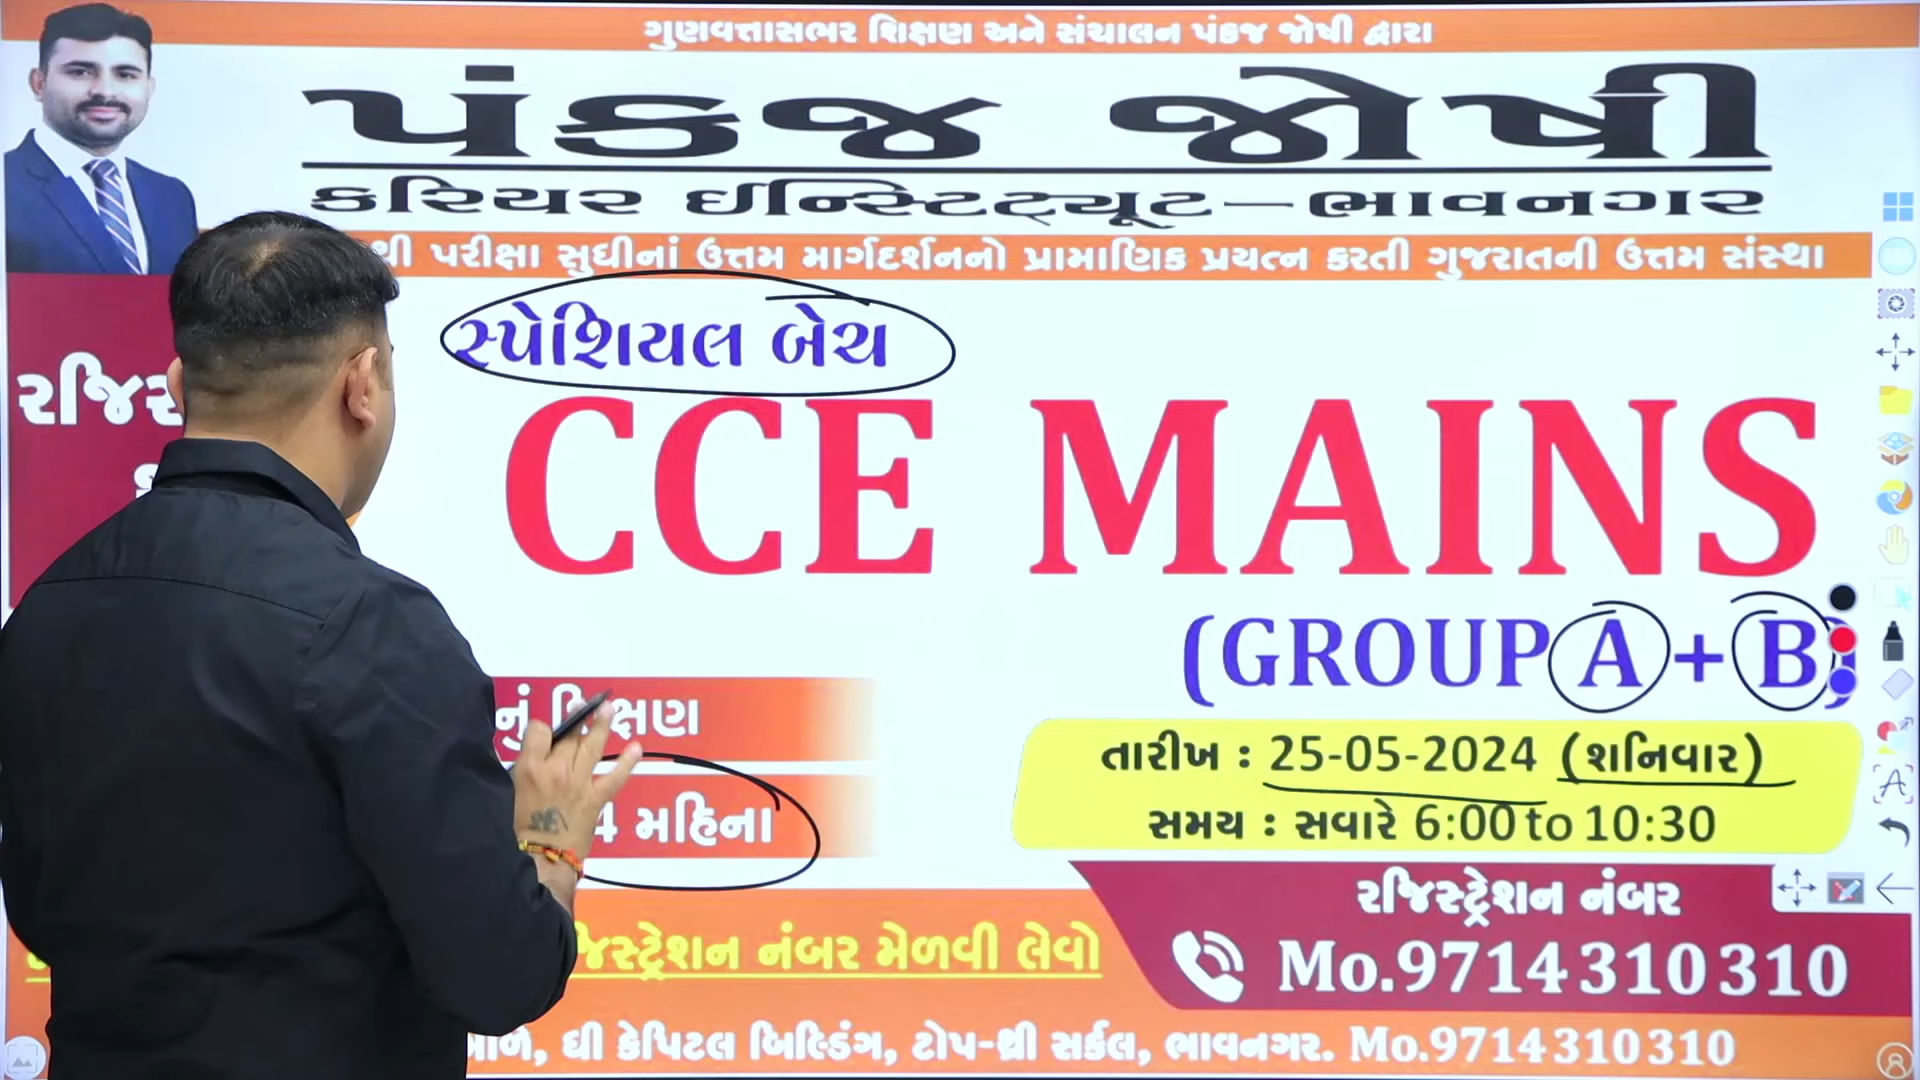 ગુણવત્તાસભર શિક્ષણ અને સંચાલન પંકજ જોષી દ્વારા
પંકજ જોષી
કરિયર ઈન્સ્ટિટ્યૂટ-ભાવનગર
થી પરીક્ષા સુધીનાં ઉત્તમ માર્ગદર્શનનો પ્રામાણિક પ્રયત્ન કરતી ગુજરાતની ઉત્તમ સંસ્થા
સ્પેશિયલ બેચ
CCE MAINS
(GROUP A + B)
નું શિક્ષણ
4 મહિના
તારીખ : 25-05-2024 (શનિવાર)
સમય : સવારે 6:00 to 10:30
રજિસ્ટ્રેશન નંબર
Mo.9714310310
નંબર મેળવી લેવો
ધી કેપિટલ બિલ્ડિંગ, ટોપ-થ્રી સર્કલ, ભાવનગર. Mo.9714310310